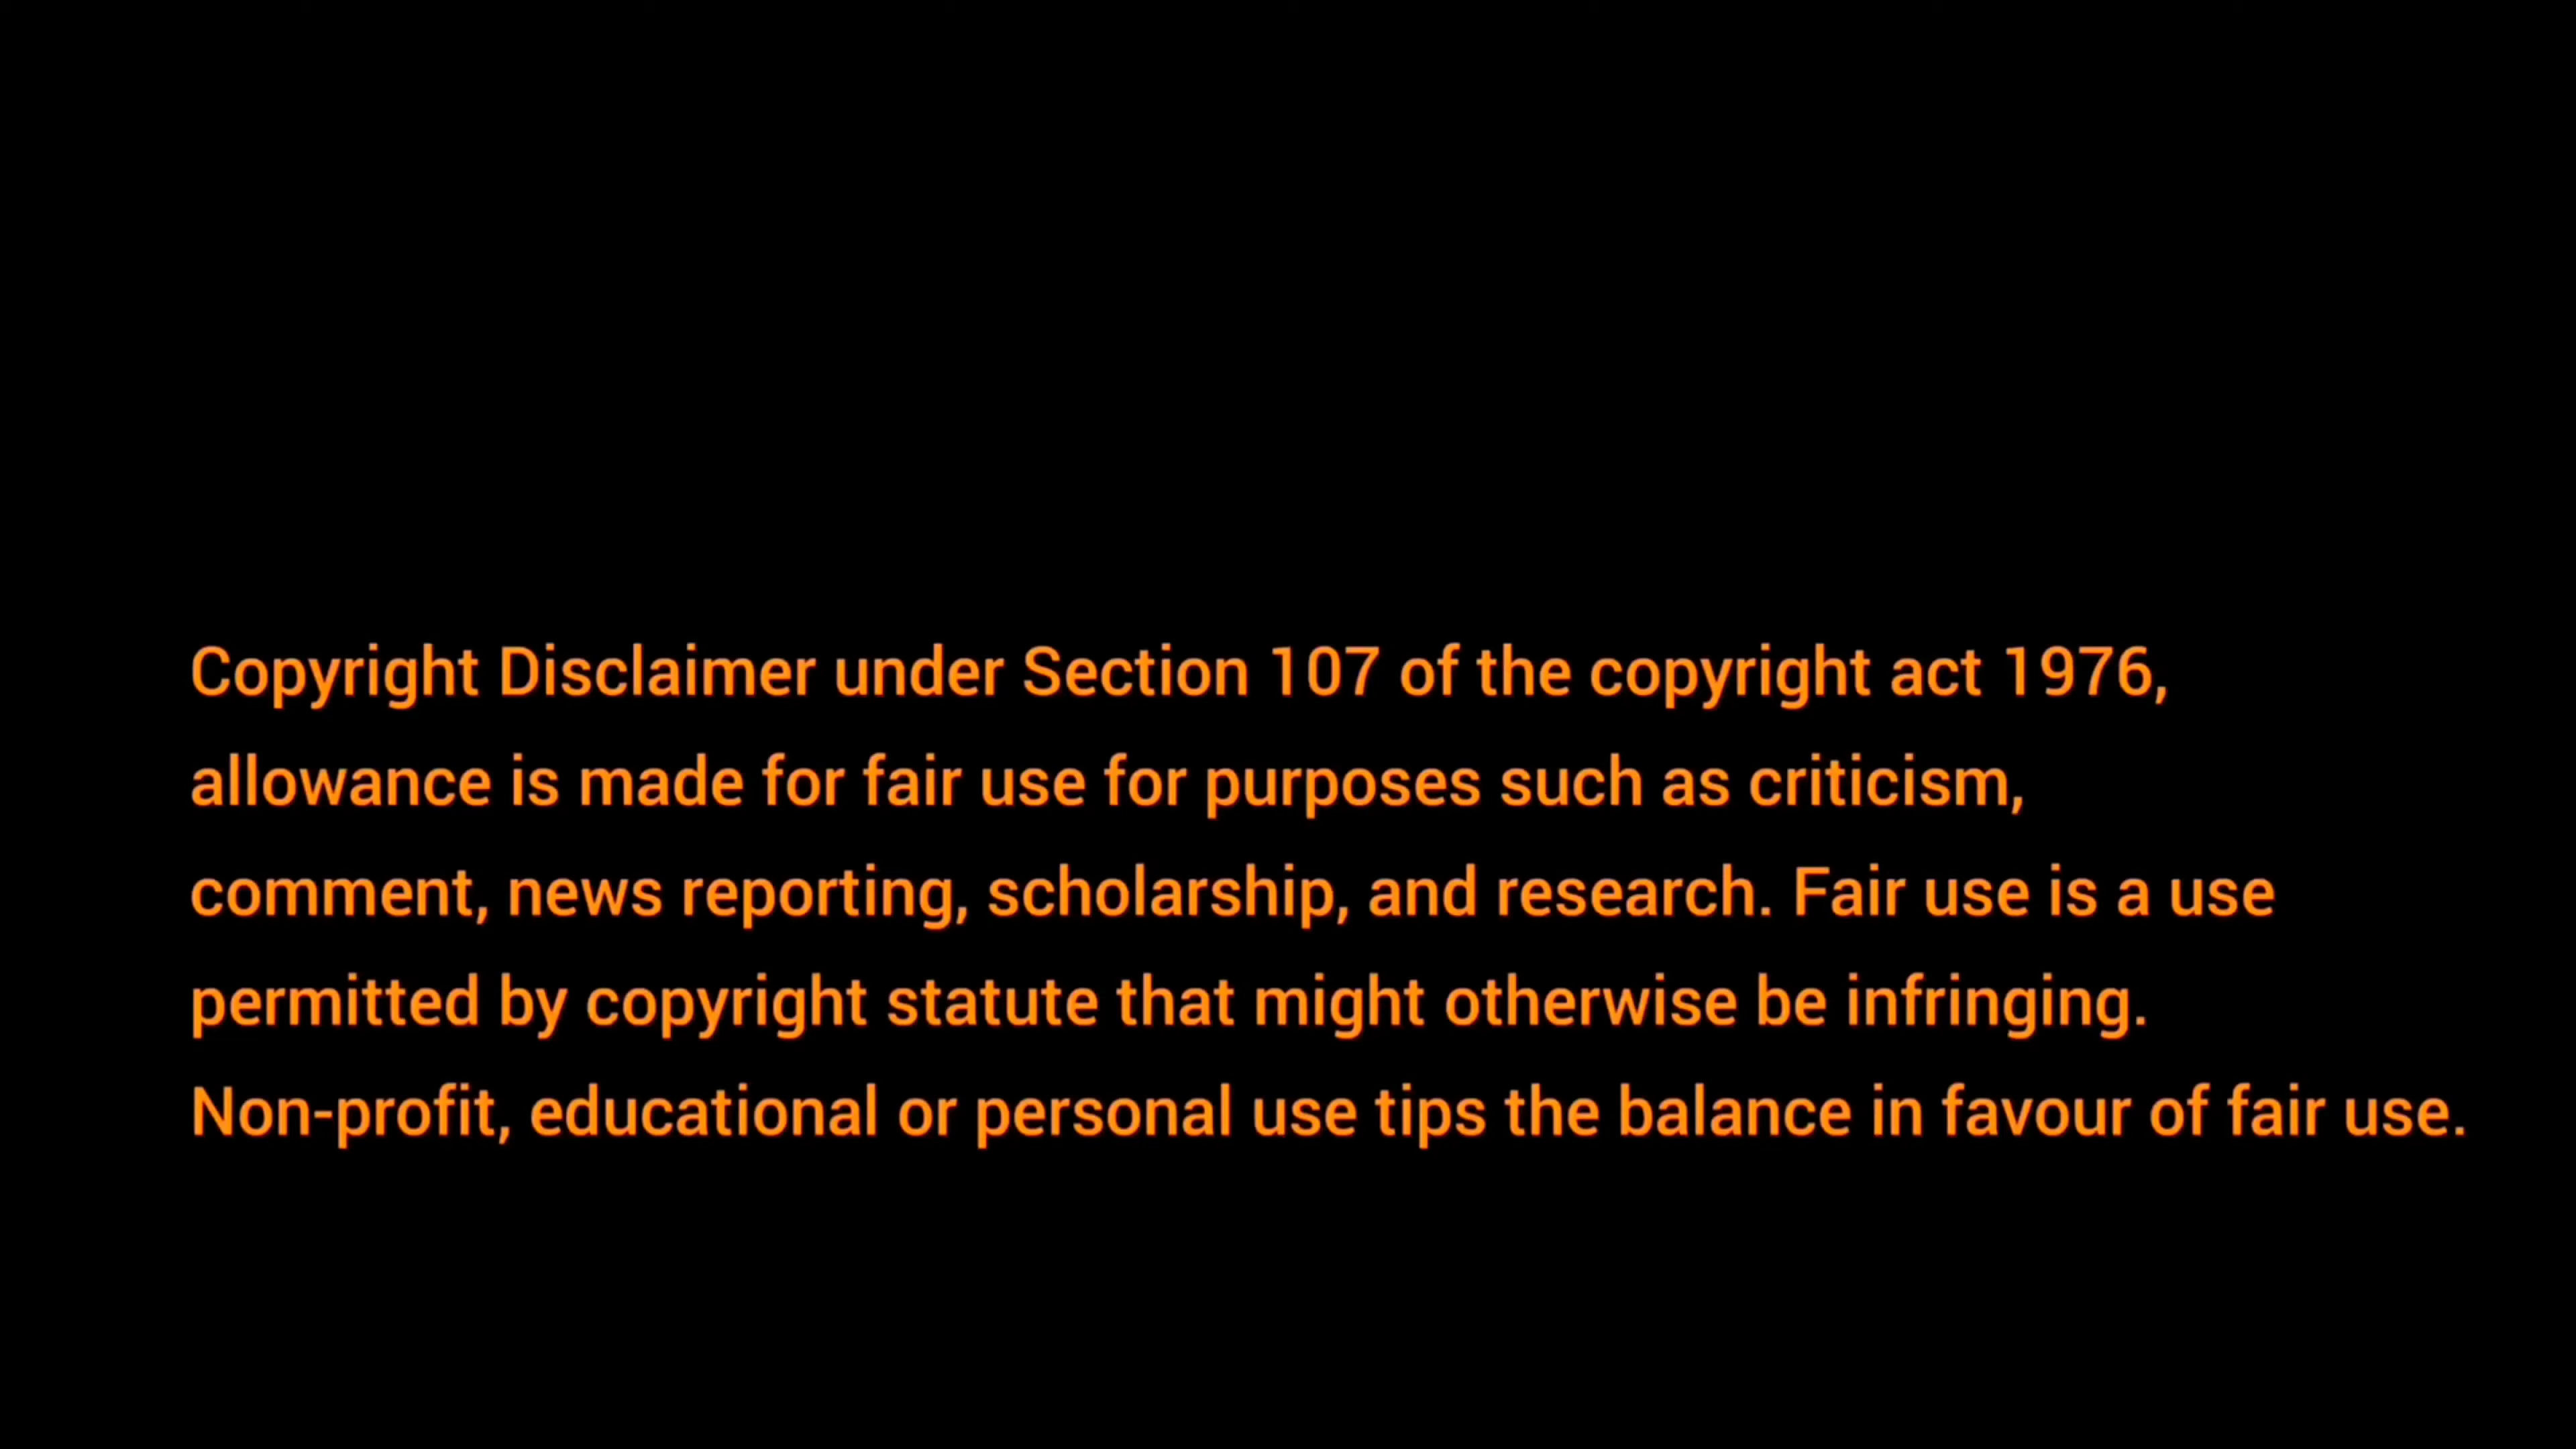 Copyright Disclaimer under Section 107 of the copyright act 1976,
allowance is made for fair use for purposes such as criticism,
comment, news reporting, scholarship, and research. Fair use is a use
permitted by copyright statute that might otherwise be infringing.
Non-profit, educational or personal use tips the balance in favour of fair use.